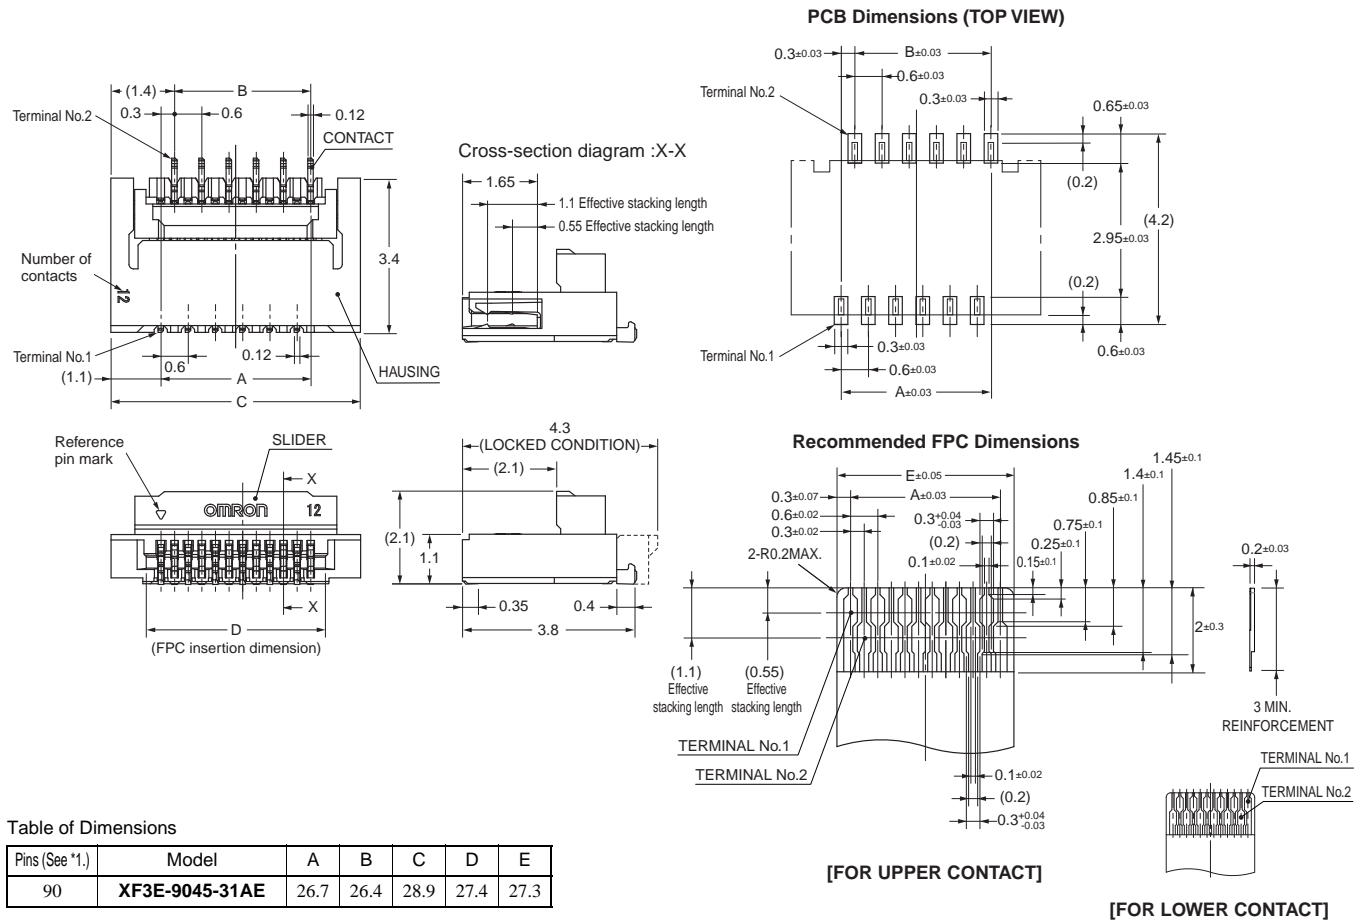 PCB Dimensions (TOP VIEW)
(1.4)
B
0.3
0.6
0.12
Terminal No.2
CONTACT
Number of
contacts
12
3.4
Terminal No.1
0.6
0.12
(1.1)
A
C
HAUSING
Cross-section diagram :X-X
1.65
1.1 Effective stacking length
0.55 Effective stacking length
0.3±0.03
B±0.03
0.6±0.03
Terminal No.2
0.3±0.03
0.65±0.03
(0.2)
(4.2)
2.95±0.03
(0.2)
Terminal No.1
0.3±0.03
0.6±0.03
0.6±0.03
A±0.03
Reference
pin mark
SLIDER
X
OMRON
12
X
D
(FPC insertion dimension)
4.3
(LOCKED CONDITION)
(2.1)
(2.1)
1.1
0.35
0.4
3.8
Recommended FPC Dimensions
E±0.05
1.45±0.1
1.4±0.1
0.3±0.07
A±0.03
0.85±0.1
0.6±0.02
0.3+0.04-0.03
0.75±0.1
0.3±0.02
(0.2)
0.25±0.1
2-R0.2MAX.
0.1±0.02
0.15±0.1
0.2±0.03
2±0.3
(1.1)
Effective
stacking length
(0.55)
Effective
stacking length
3 MIN.
REINFORCEMENT
TERMINAL No.1
TERMINAL No.2
0.1±0.02
(0.2)
0.3+0.04-0.03
TERMINAL No.1
TERMINAL No.2
[FOR UPPER CONTACT]
[FOR LOWER CONTACT]
Table of Dimensions
Pins (See *1.) Model A B C D E
90 XF3E-9045-31AE 26.7 26.4 28.9 27.4 27.3